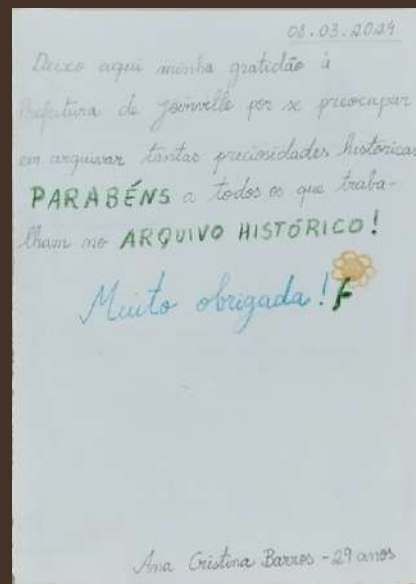 08.03.2024
Deixo aqui minha gratidão à
Prefeitura de Joinville por se preocupar
em arquivar tantas preciosidades históricas
PARABÉNS a todos os que traba-
lham no ARQUIVO HISTÓRICO!
Muito obrigada!
Ana Cristina Barros - 29 anos